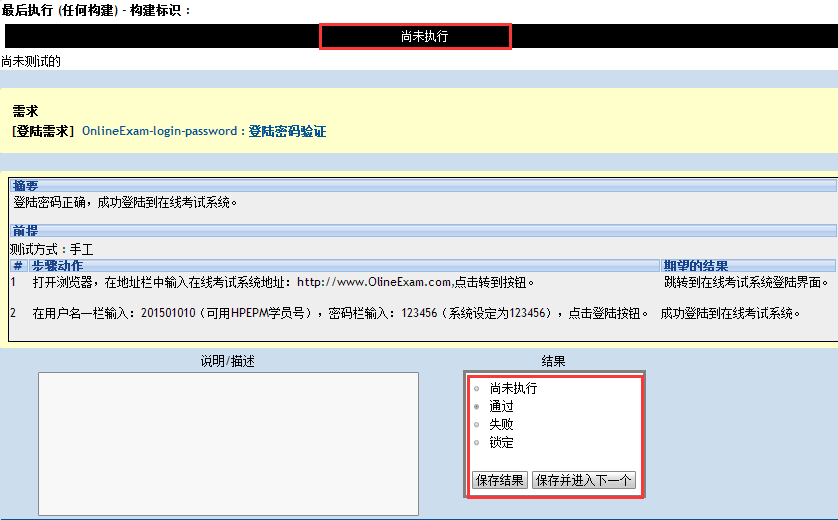 最后执行 (任何构建) - 构建标识 :
尚未执行
尚未测试的
需求
[登陆需求] OnlineExam-login-password : 登陆密码验证
摘要
登陆密码正确，成功登陆到在线考试系统。
前提
测试方式：手工
# 步骤动作 期望的结果
1 打开浏览器，在地址栏中输入在线考试系统地址：http://www.OlineExam.com,点击转到按钮。 跳转到在线考试系统登陆界面。
2 在用户名一栏输入：201501010（可用HPEPM学员号），密码栏输入：123456（系统设定为123456），点击登陆按钮。 成功登陆到在线考试系统。
说明/描述 结果
尚未执行
通过
失败
锁定
保存结果 保存并进入下一个